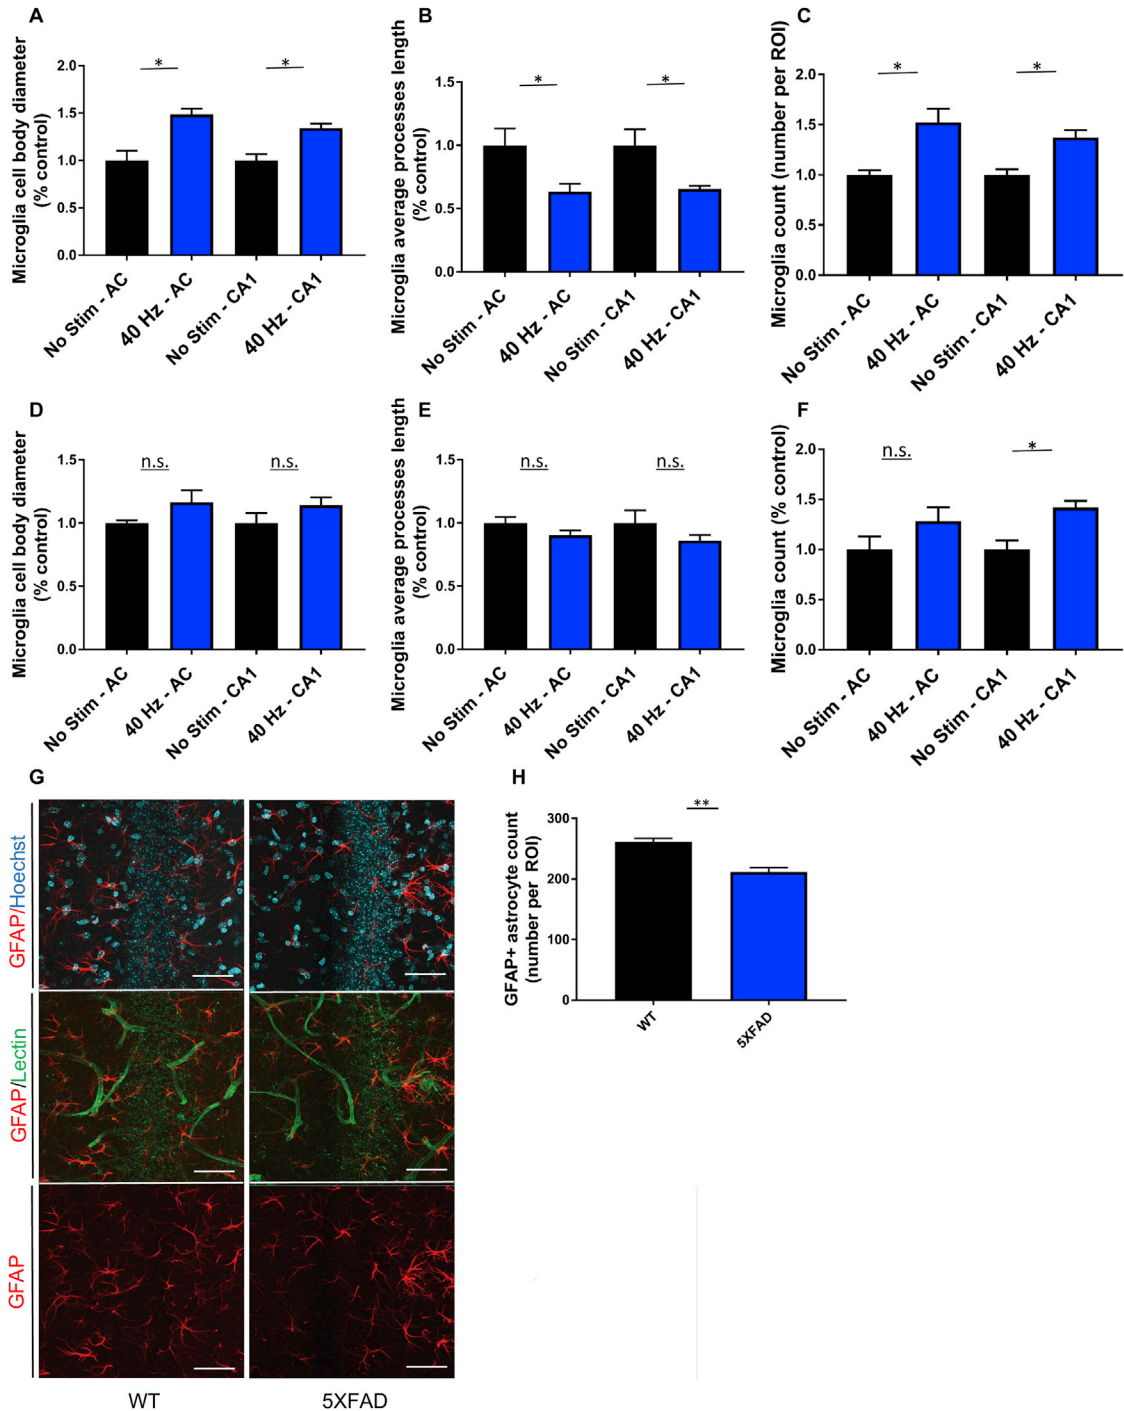 A
Microglia cell body diameter
(% control)
2.0
1.5
1.0
0.5
0.0
*
*
No Stim - AC
40 Hz - AC
No Stim - CA1
40 Hz - CA1
B
Microglia average processes length
(% control)
1.5
1.0
0.5
0.0
*
*
No Stim - AC
40 Hz - AC
No Stim - CA1
40 Hz - CA1
C
Microglia count (number per ROI)
2.0
1.5
1.0
0.5
0.0
*
*
No Stim - AC
40 Hz - AC
No Stim - CA1
40 Hz - CA1
D
Microglia cell body diameter
(% control)
1.5
1.0
0.5
0.0
n.s.
n.s.
No Stim - AC
40 Hz - AC
No Stim - CA1
40 Hz - CA1
E
Microglia average processes length
(% control)
1.5
1.0
0.5
0.0
n.s.
n.s.
No Stim - AC
40 Hz - AC
No Stim - CA1
40 Hz - CA1
F
Microglia count (% control)
2.0
1.5
1.0
0.5
0.0
n.s.
*
No Stim - AC
40 Hz - AC
No Stim - CA1
40 Hz - CA1
G
GFAP/Hoechst
GFAP/Lectin
GFAP
WT
5XFAD
H
GFAP+ astrocyte count
(number per ROI)
300
200
100
0
**
WT
5XFAD